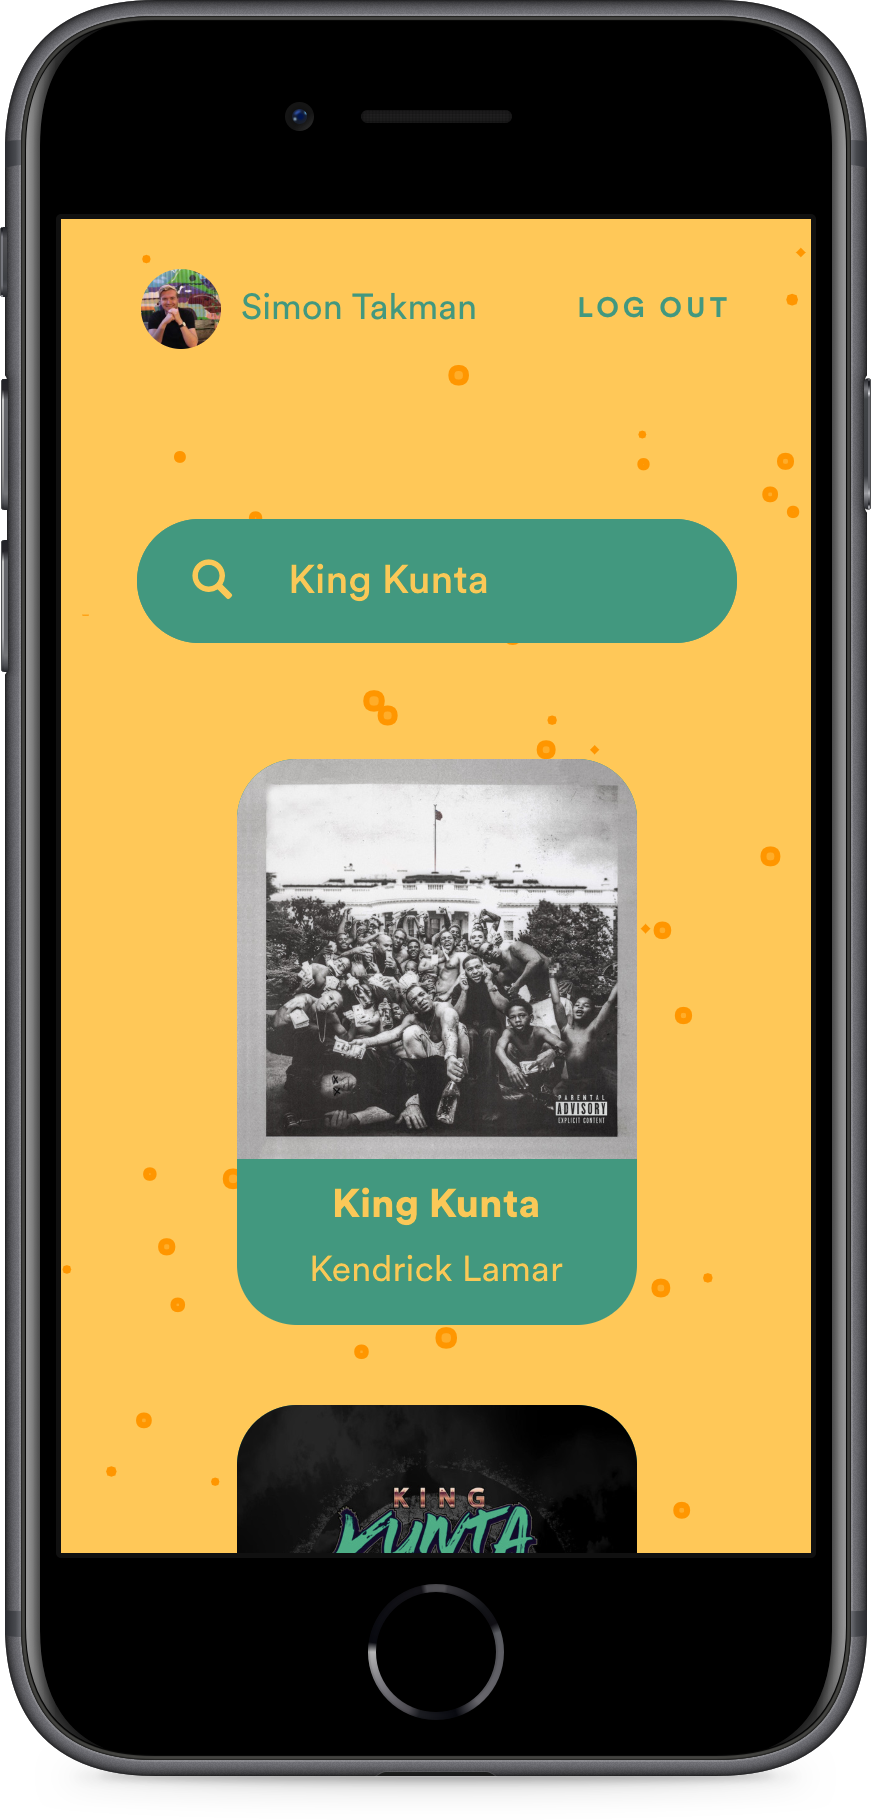 Simon Takman
LOG OUT
King Kunta
PARENTAL
ADVISORY
EXPLICIT CONTENT
King Kunta
Kendrick Lamar
KING
KUNTA